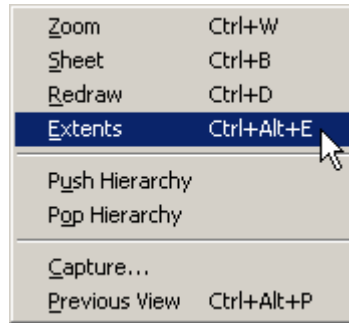 Zoom Ctrl+W
Sheet Ctrl+B
Redraw Ctrl+D
Extents Ctrl+Alt+E
Push Hierarchy
Pop Hierarchy
Capture...
Previous View Ctrl+Alt+P